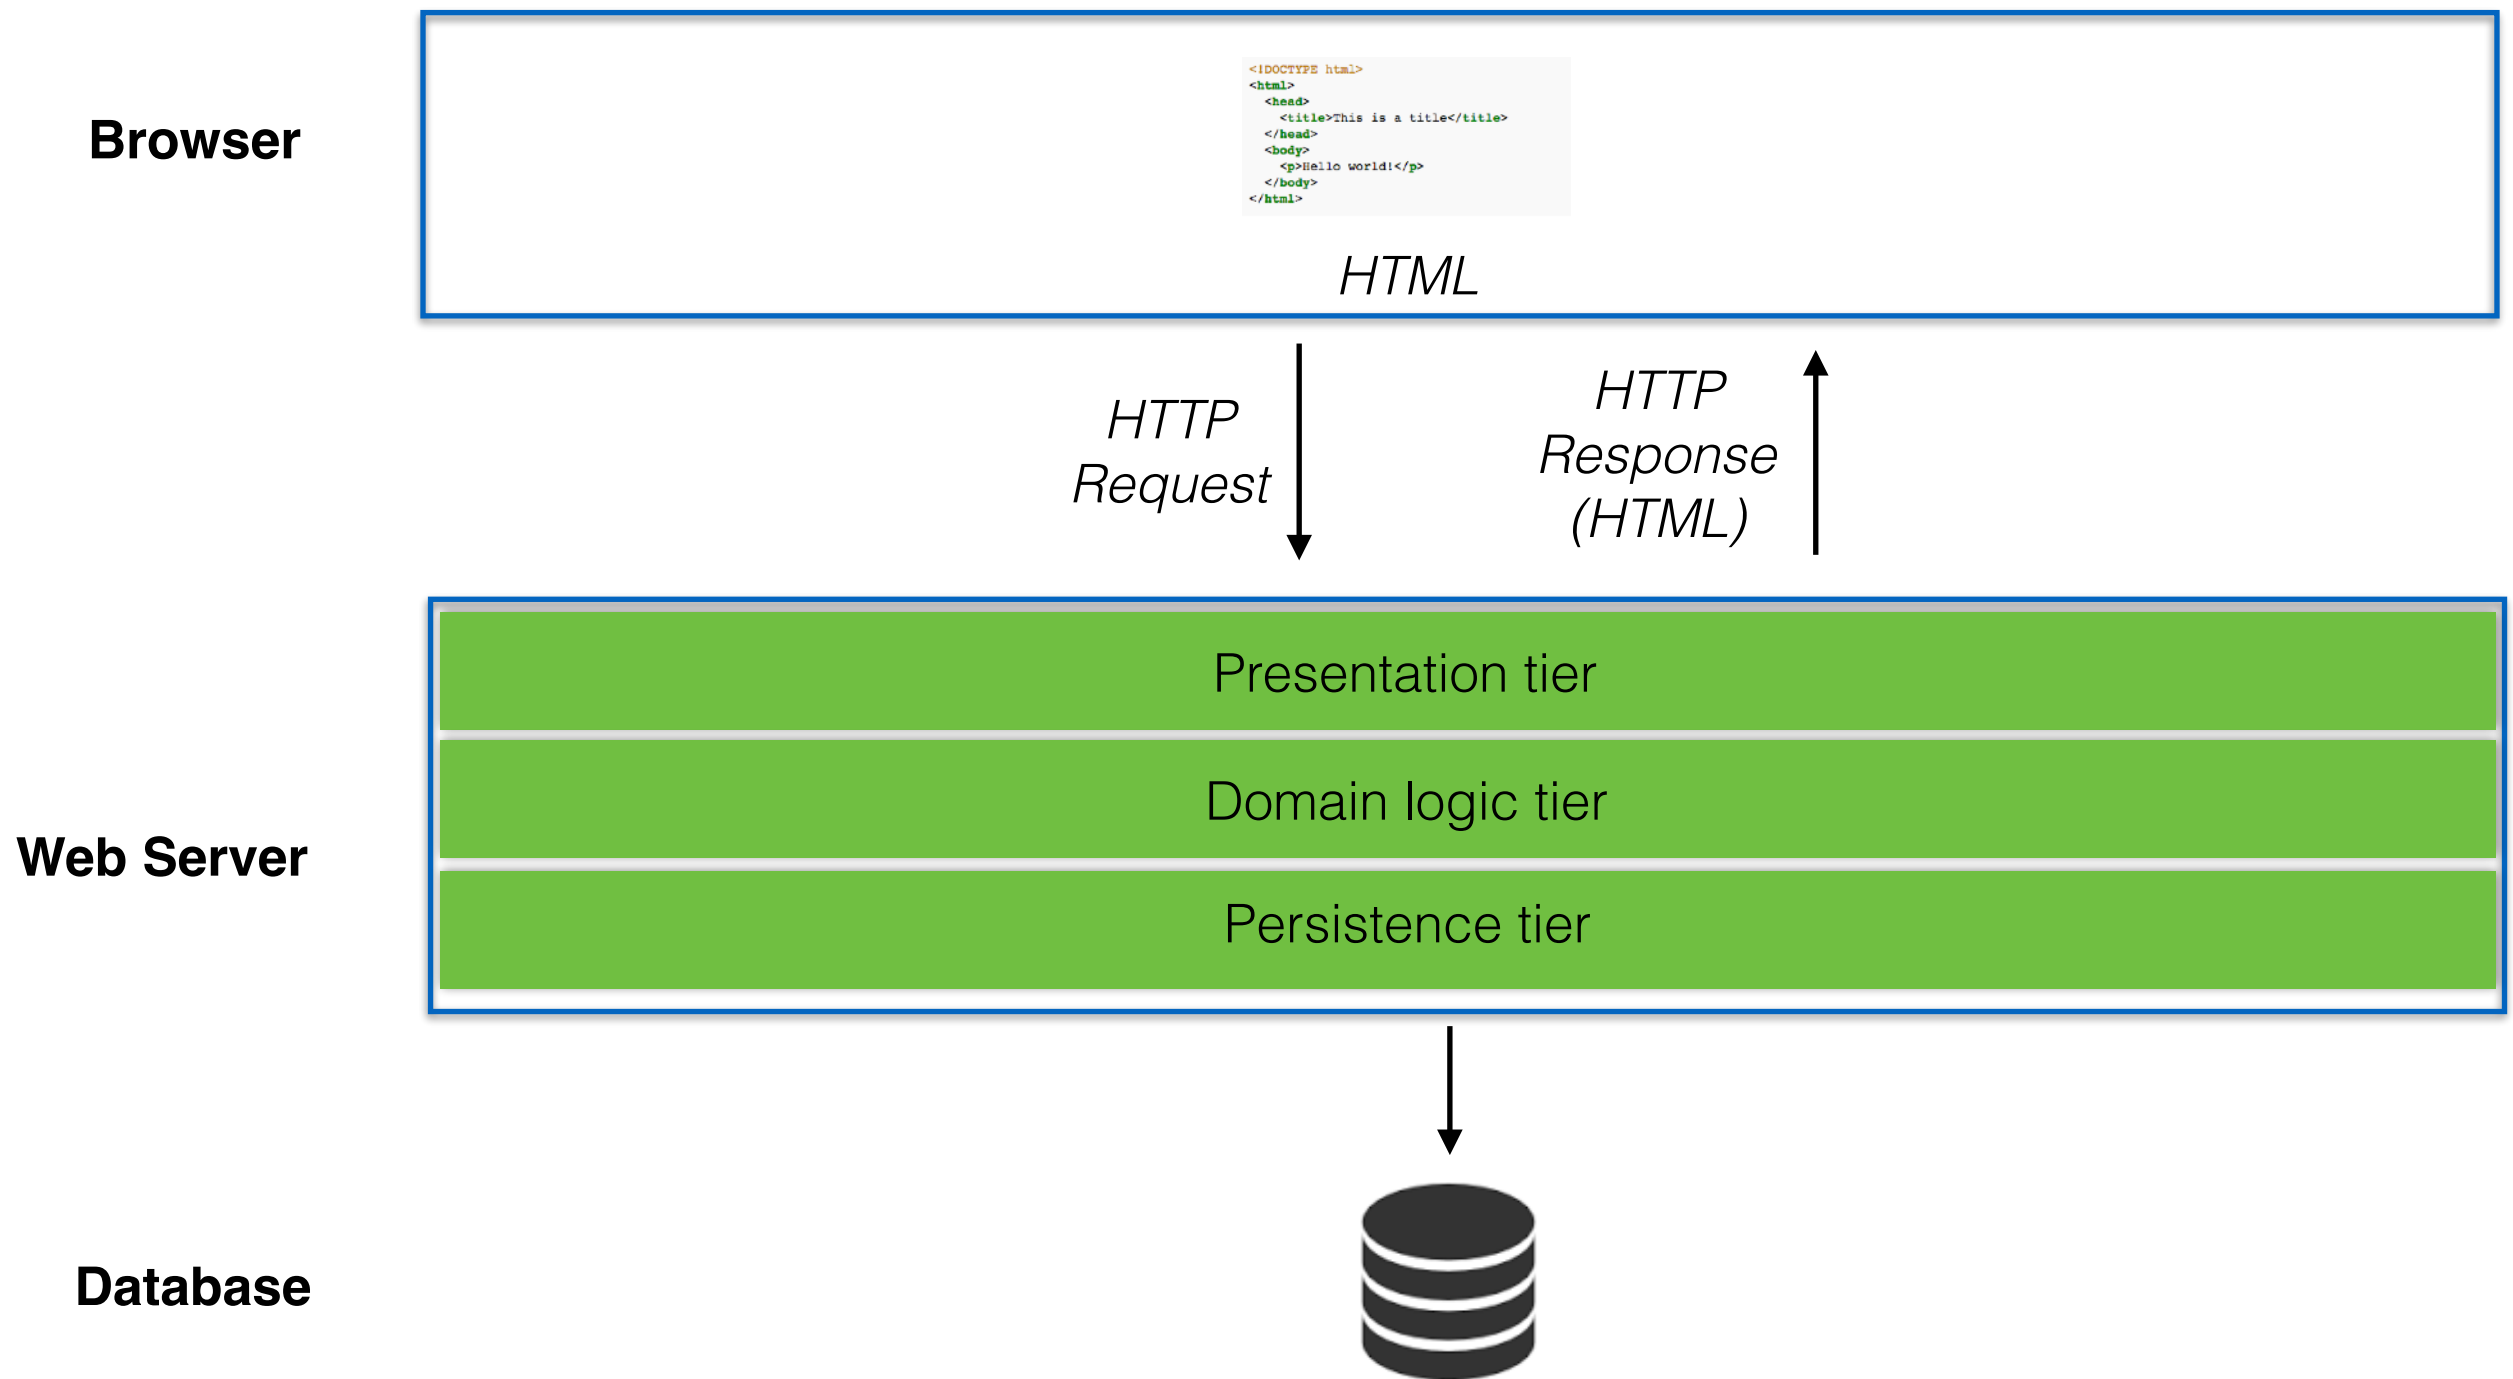 Browser
<!DOCTYPE html>
<html>
<head>
<title>This is a title</title>
</head>
<body>
<p>Hello world!</p>
</body>
</html>
HTML
HTTP
Request
HTTP
Response
(HTML)
Web Server
Presentation tier
Domain logic tier
Persistence tier
Database